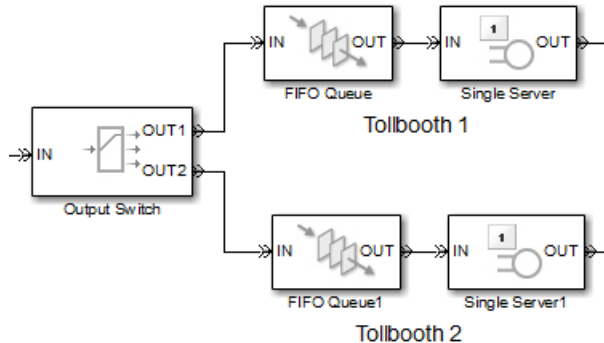 IN OUT IN 1 OUT
FIFO Queue Single Server
Tollbooth 1
IN OUT1
OUT2
Output Switch
IN OUT IN 1 OUT
FIFO Queue1 Single Server1
Tollbooth 2